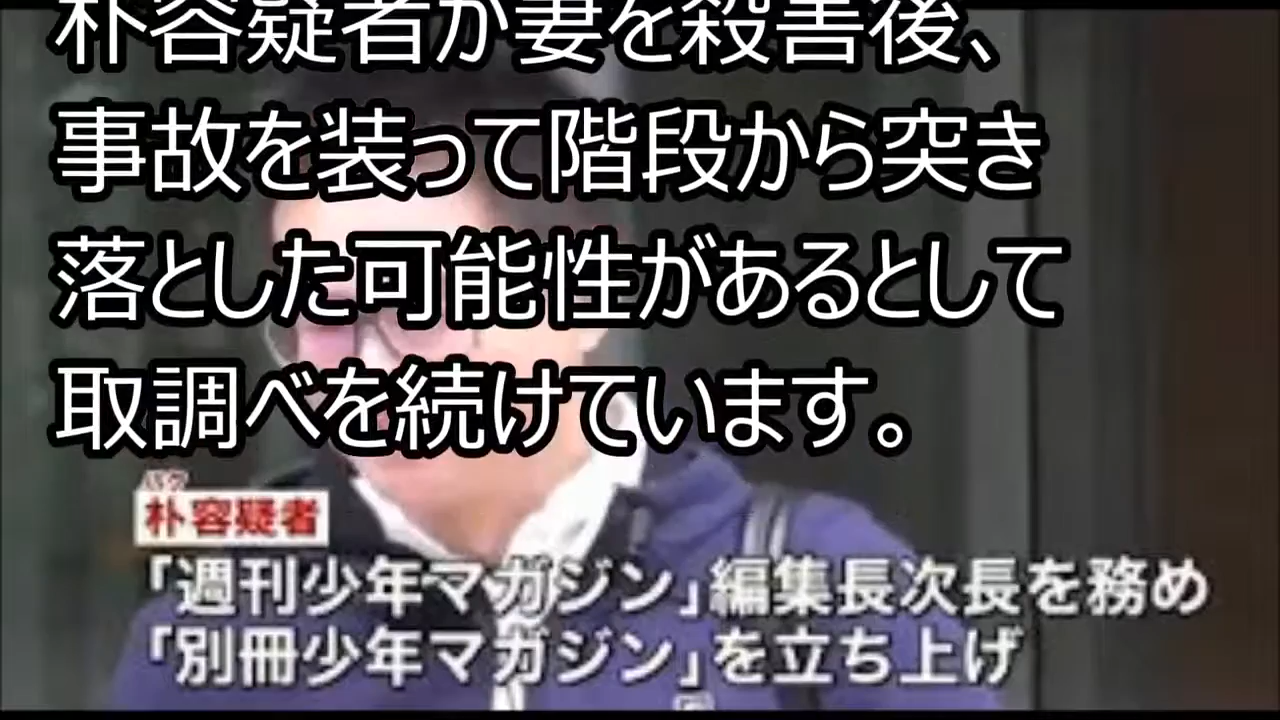 朴容疑者が妻を殺害後、
事故を装って階段から突き
落とした可能性があるとして
取調べを続けています。
パク
朴容疑者
「週刊少年マガジン」編集長次長を務め
「別冊少年マガジン」を立ち上げ